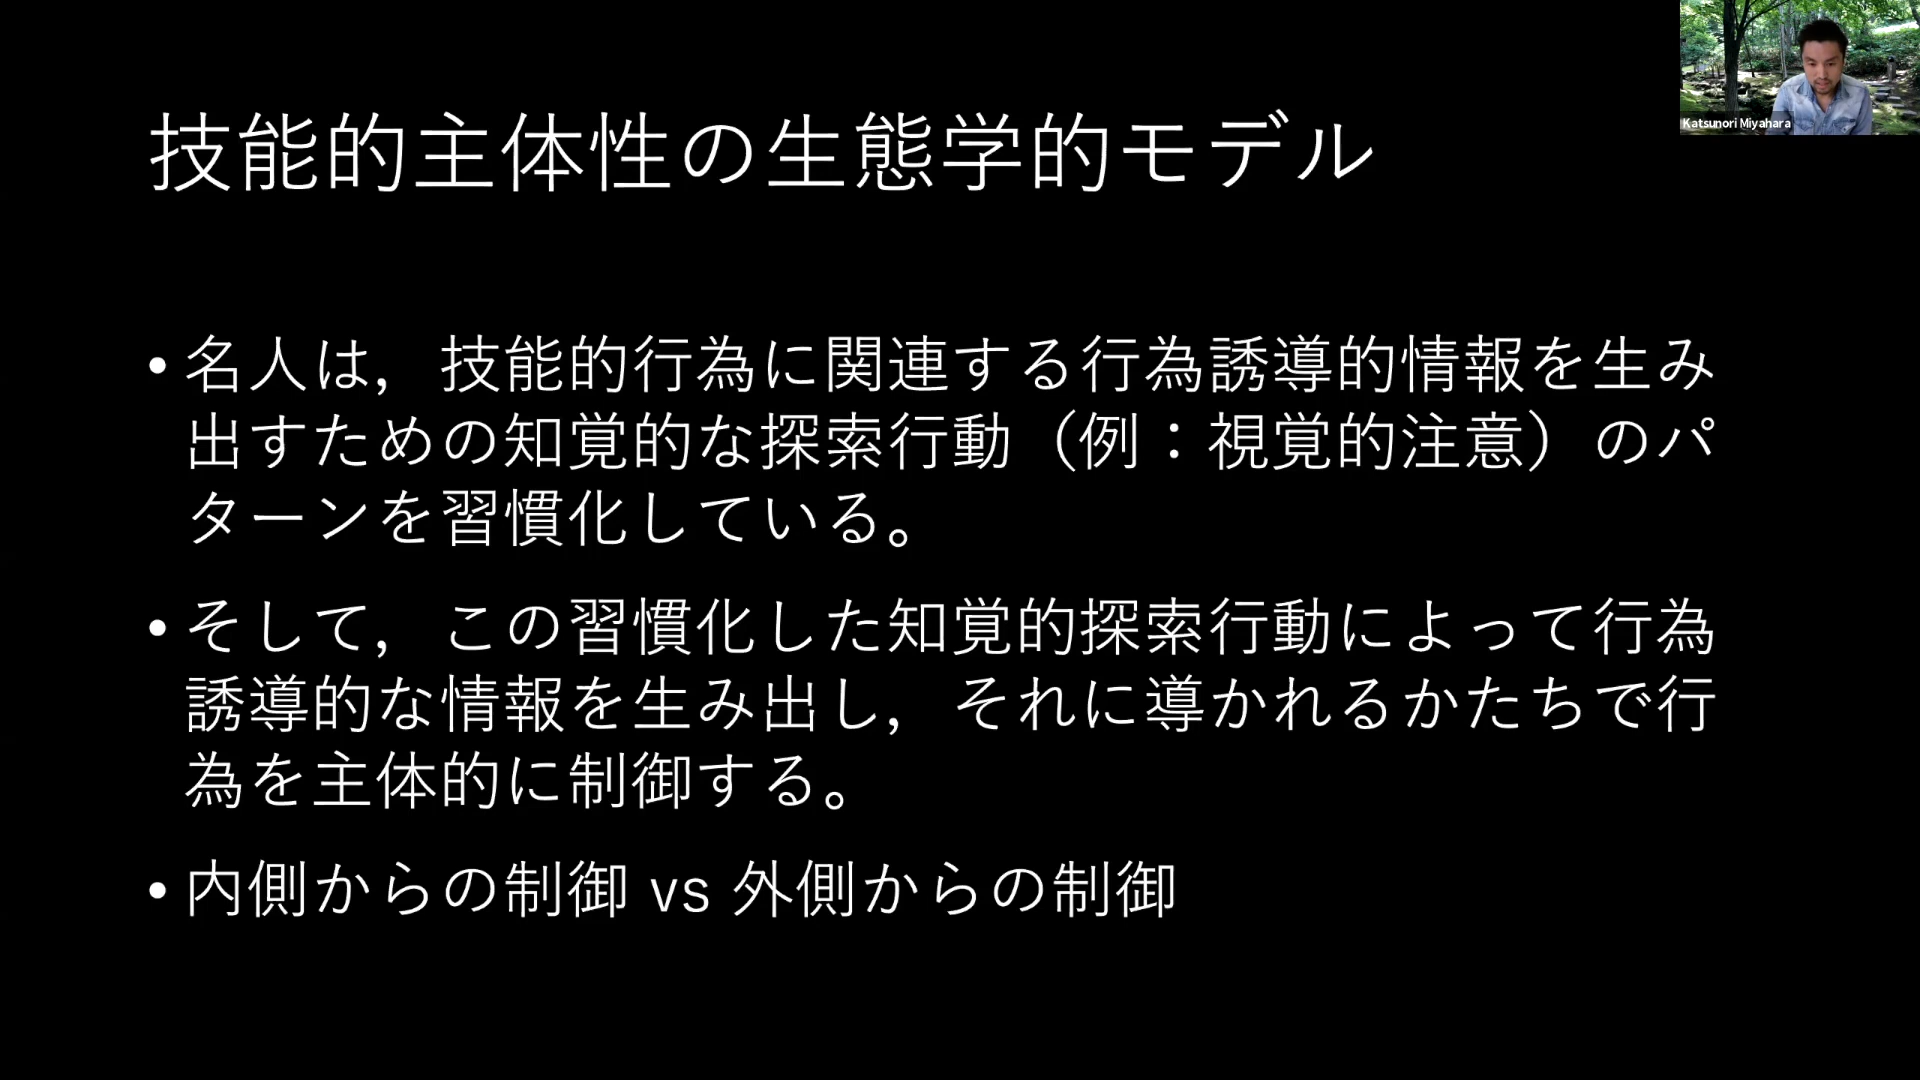 Katsunori Miyahara
技能的主体性の生態学的モデル
• 名人は，技能的行為に関連する行為誘導的情報を生み
出すための知覚的な探索行動（例：視覚的注意）のパ
ターンを習慣化している。
• そして，この習慣化した知覚的探索行動によって行為
誘導的な情報を生み出し，それに導かれるかたちで行
為を主体的に制御する。
• 内側からの制御 vs 外側からの制御